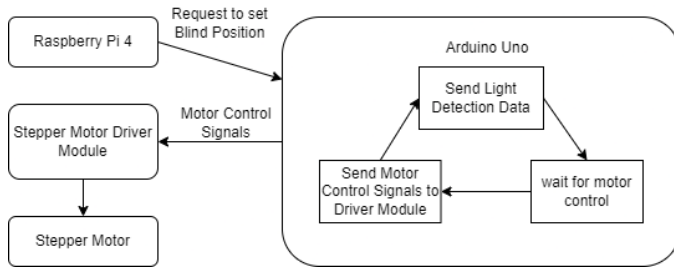 Request to set
Blind Position
Raspberry Pi 4
Arduino Uno
Send Light
Detection Data
Motor Control
Signals
Stepper Motor Driver
Module
Send Motor
Control Signals to
Driver Module
wait for motor
control
Stepper Motor